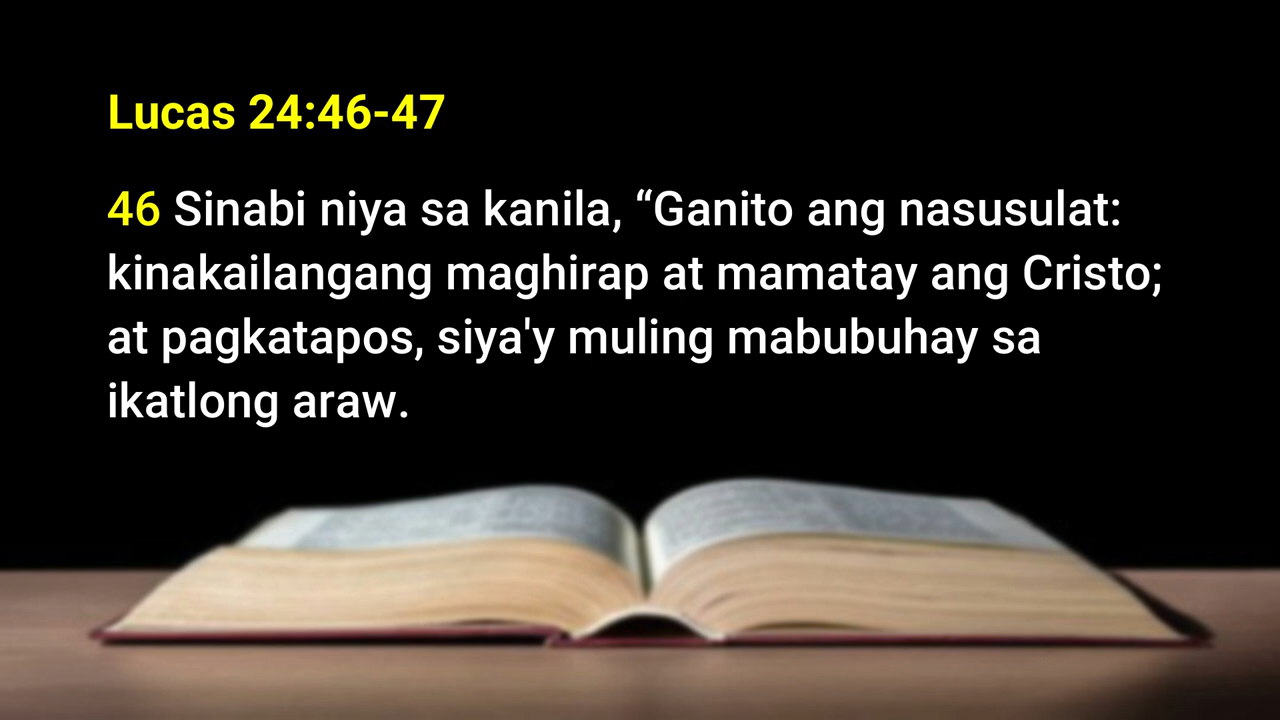 Lucas 24:46-47
46 Sinabi niya sa kanila, “Ganito ang nasusulat:
kinakailangang maghirap at mamatay ang Cristo;
at pagkatapos, siya'y muling mabubuhay sa
ikatlong araw.